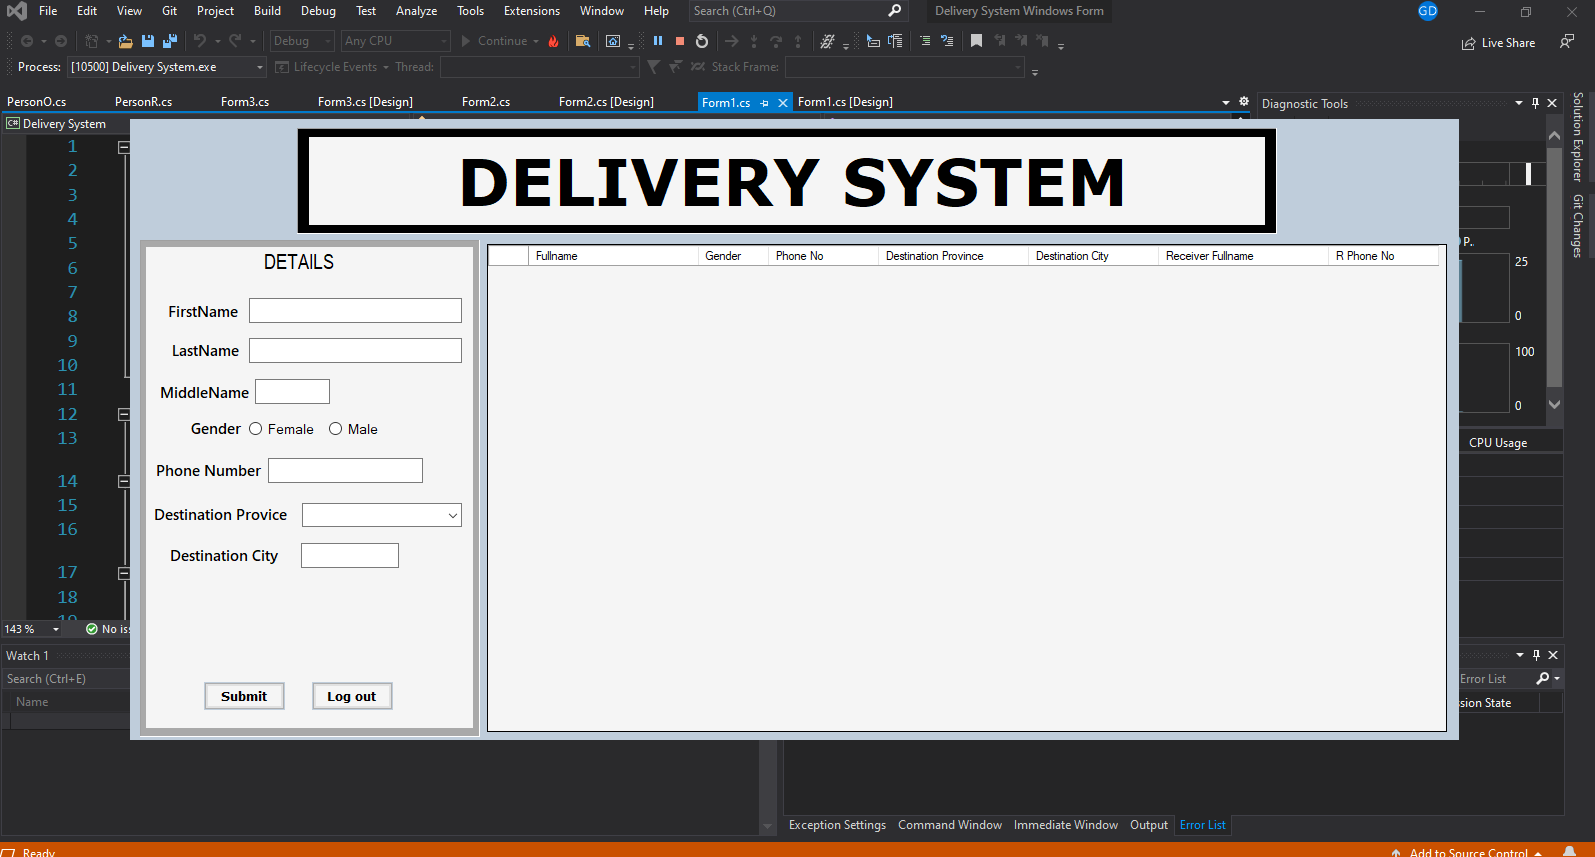 File Edit View Git Project Build Debug Test Analyze Tools Extensions Window Help Search (Ctrl+Q) Delivery System Windows Form GD
Debug Any CPU Continue Live Share
Process: [10500] Delivery System.exe Lifecycle Events Thread: Stack Frame:
PersonO.cs PersonR.cs Form3.cs Form3.cs [Design] Form2.cs Form2.cs [Design] Form1.cs Form1.cs [Design] Diagnostic Tools
C# Delivery System
Solution Explorer
Git Changes
1
2
3
4
5
6
7
8
9
10
11
12
13
14
15
16
17
18
19
DELIVERY SYSTEM
DETAILS
FirstName
LastName
MiddleName
Gender Female Male
Phone Number
Destination Provice
Destination City
Submit Log out
Fullname Gender Phone No Destination Province Destination City Receiver Fullname R Phone No
P..
25
0
100
0
CPU Usage
143 % No iss
Watch 1
Search (Ctrl+E) Error List
Name ssion State
Exception Settings Command Window Immediate Window Output Error List
Ready Add to Source Control